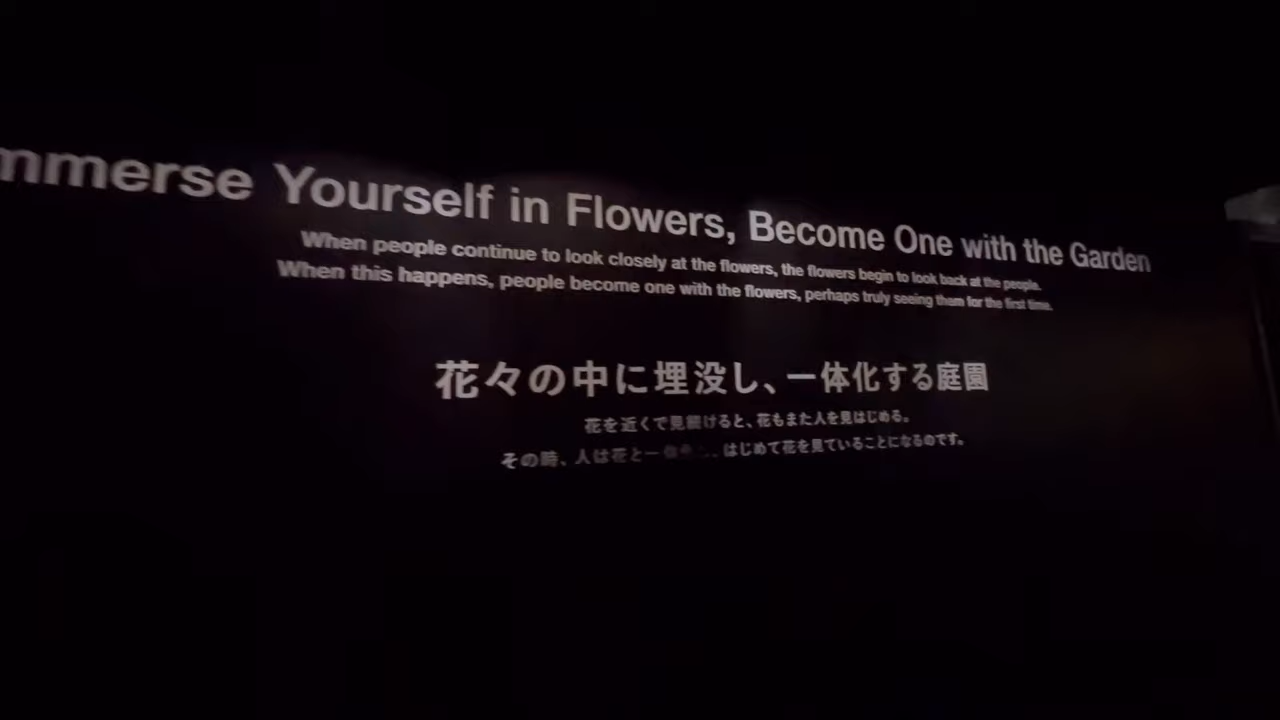 mmerse Yourself in Flowers, Become One with the Garden
When people continue to look closely at the flowers, the flowers begin to look back at the people.
When this happens, people become one with the flowers, perhaps truly seeing them for the first time.
花々の中に埋没し、一体化する庭園
花を近くで見続けると、花もまた人を見はじめる。
その時、人は花と一 はじめて花を見ていることになるのです。